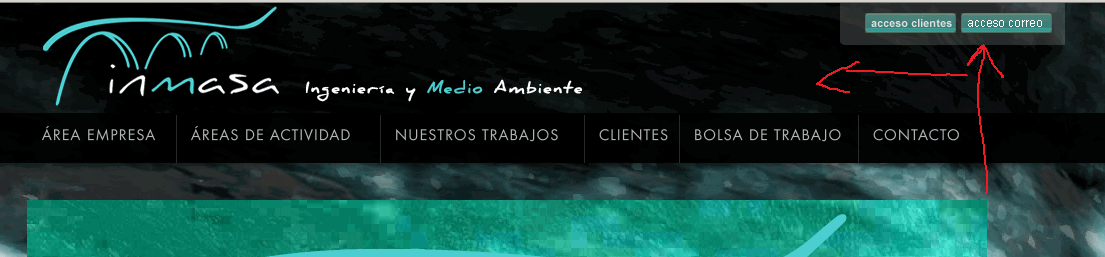 acceso clientes acceso correo
inmasa Ingeniería y Medio Ambiente
ÁREA EMPRESA ÁREAS DE ACTIVIDAD NUESTROS TRABAJOS CLIENTES BOLSA DE TRABAJO CONTACTO